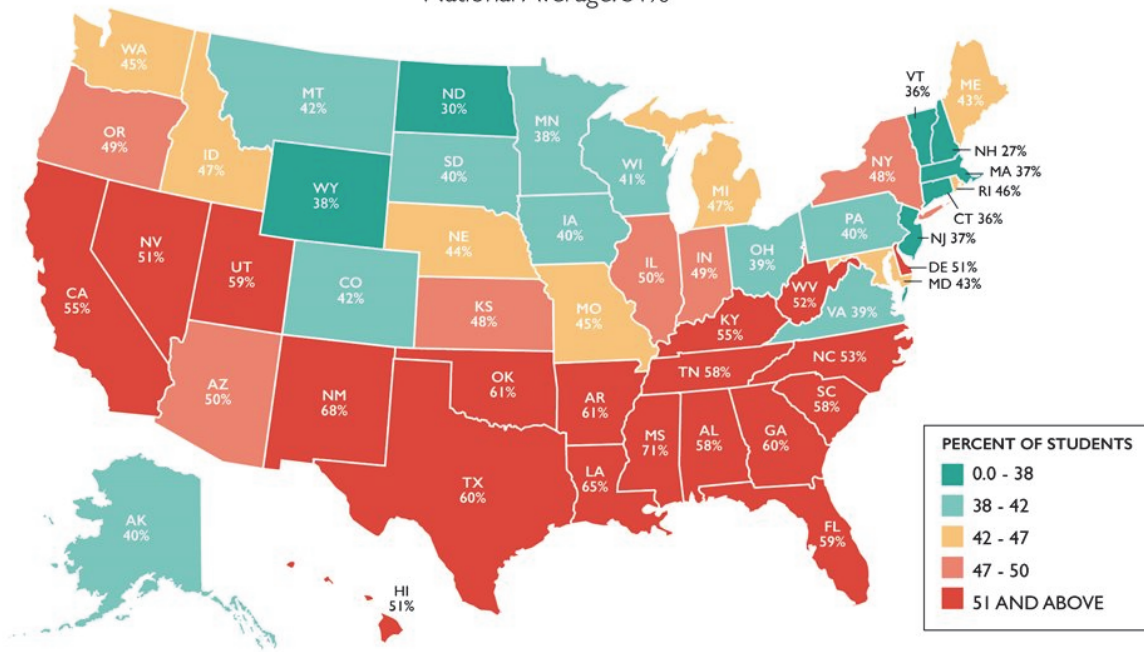 WA
45%
OR
49%
ID
47%
MT
42%
WY
38%
ND
30%
SD
40%
NE
44%
KS
48%
MN
38%
IA
40%
MO
45%
WI
41%
IL
50%
IN
49%
MI
47%
OH
39%
PA
40%
NY
48%
VT
36%
ME
43%
NH 27%
MA 37%
RI 46%
CT 36%
NJ 37%
DE 51%
MD 43%
VA 39%
WV
52%
KY
55%
CA
55%
NV
51%
UT
59%
CO
42%
AZ
50%
NM
68%
OK
61%
TX
60%
AR
61%
LA
65%
TN 58%
NC 53%
SC
58%
MS
71%
AL
58%
GA
60%
FL
59%
AK
40%
HI
51%
PERCENT OF STUDENTS
0.0 - 38
38 - 42
42 - 47
47 - 50
51 AND ABOVE